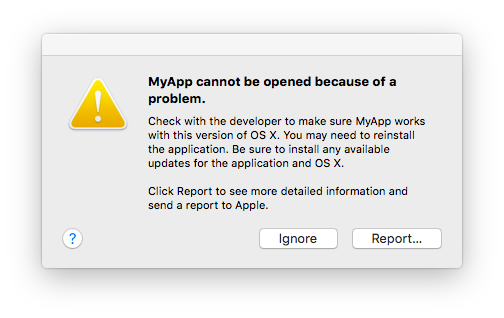 MyApp cannot be opened because of a
problem.
Check with the developer to make sure MyApp works
with this version of OS X. You may need to reinstall
the application. Be sure to install any available
updates for the application and OS X.
Click Report to see more detailed information and
send a report to Apple.
?
Ignore
Report...